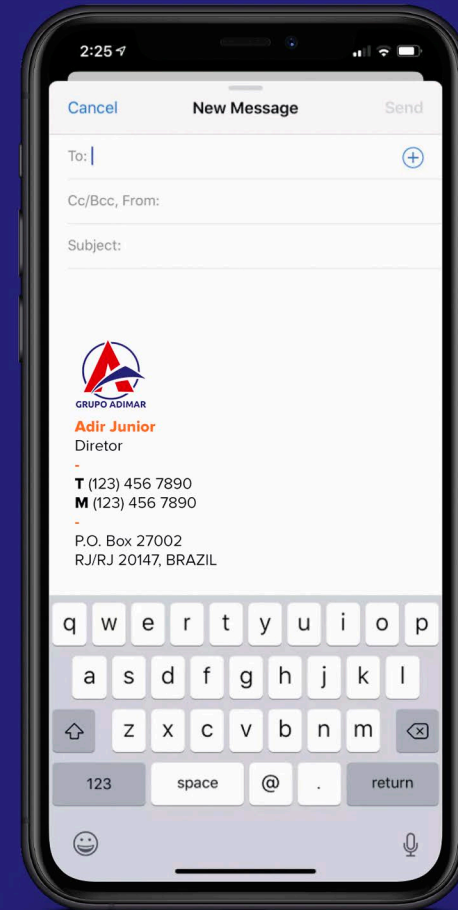 2:25
Cancel New Message Send
To:
Cc/Bcc, From:
Subject:
GRUPO ADIMAR
Adir Junior
Diretor
-
T (123) 456 7890
M (123) 456 7890
-
P.O. Box 27002
RJ/RJ 20147, BRAZIL
q w e r t y u i o p
a s d f g h j k l
z x c v b n m
123 space @ . return